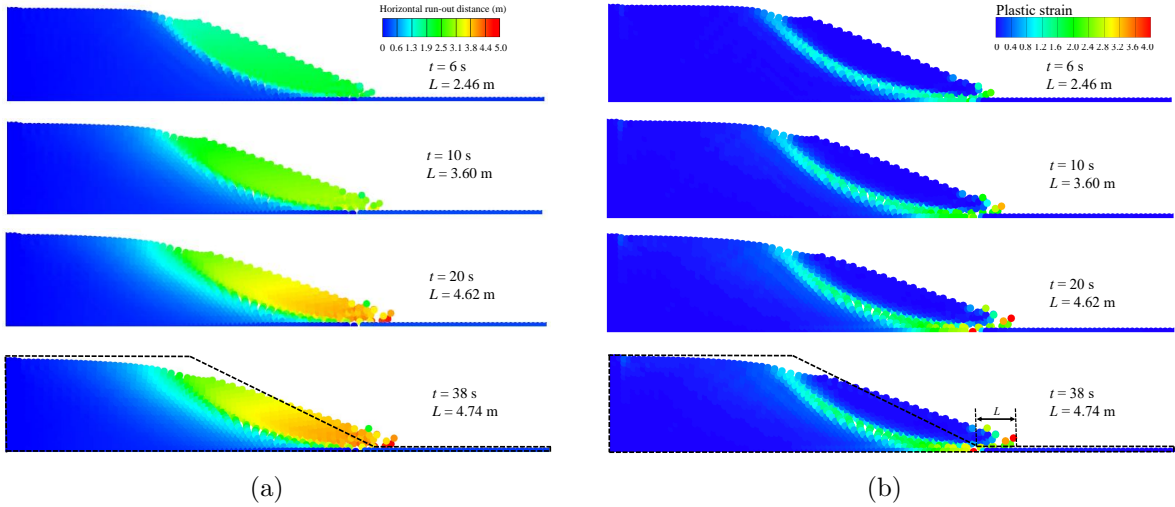 Horizontal run-out distance (m)
0 0.6 1.3 1.9 2.5 3.1 3.8 4.4 5.0
t = 6 s
L = 2.46 m
t = 10 s
L = 3.60 m
t = 20 s
L = 4.62 m
t = 38 s
L = 4.74 m
(a)
Plastic strain
0 0.4 0.8 1.2 1.6 2.0 2.4 2.8 3.2 3.6 4.0
t = 6 s
L = 2.46 m
t = 10 s
L = 3.60 m
t = 20 s
L = 4.62 m
t = 38 s
L = 4.74 m
L
(b)